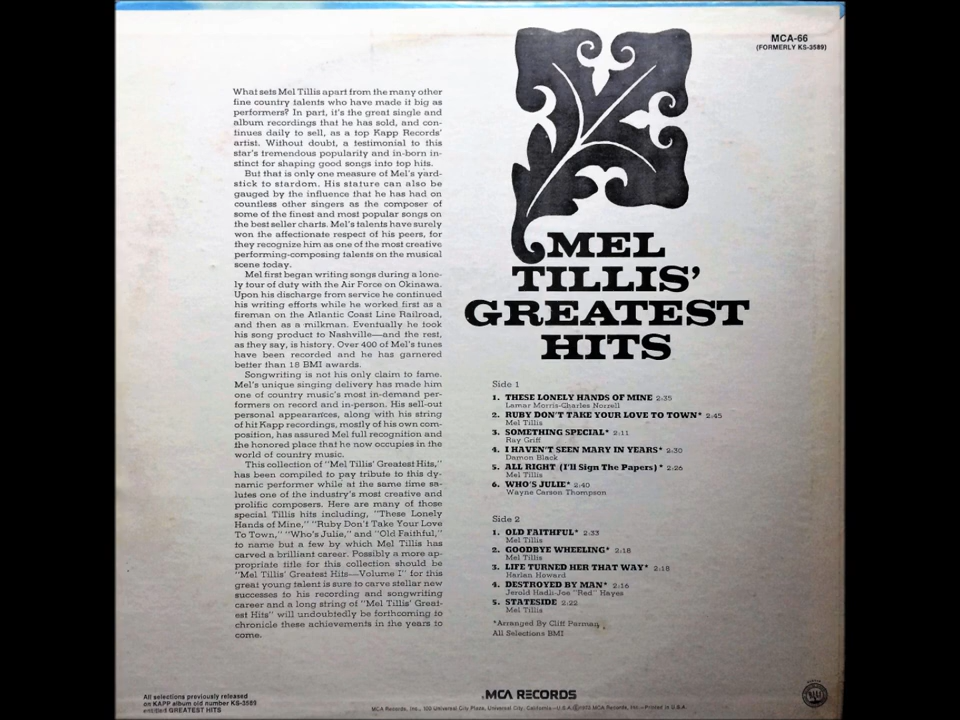 MCA-66
(FORMERLY KS-3589)
What sets Mel Tillis apart from the many other
fine country talents who have made it big as
performers? In part, it's the great single and
album recordings that he has sold, and con-
tinues daily to sell, as a top Kapp Records'
artist. Without doubt, a testimonial to this
star's tremendous popularity and in-born in-
stinct for shaping good songs into top hits.
But that is only one measure of Mel's yard-
stick to stardom. His stature can also be
gauged by the influence that he has had on
countless other singers as the composer of
some of the finest and most popular songs on
the best seller charts. Mel's talents have surely
won the affectionate respect of his peers, for
they recognize him as one of the most creative
performing-composing talents on the musical
scene today.
Mel first began writing songs during a lone-
ly tour of duty with the Air Force on Okinawa.
Upon his discharge from service he continued
his writing efforts while he worked first as a
fireman on the Atlantic Coast Line Railroad,
and then as a milkman. Eventually he took
his song product to Nashville—and the rest,
as they say, is history. Over 400 of Mel's tunes
have been recorded and he has garnered
better than 18 BMI awards.
Songwriting is not his only claim to fame.
Mel's unique singing delivery has made him
one of country music's most in-demand per-
formers on record and in-person. His sell-out
personal appearances, along with his string
of hit Kapp recordings, mostly of his own com-
position, has assured Mel full recognition and
the honored place that he now occupies in the
world of country music.
This collection of "Mel Tillis' Greatest Hits,"
has been compiled to pay tribute to this dy-
namic performer while at the same time sa-
lutes one of the industry's most creative and
prolific composers. Here are many of those
special Tillis hits including, "These Lonely
Hands of Mine," "Ruby Don't Take Your Love
To Town," "Who's Julie," and "Old Faithful,"
to name but a few by which Mel Tillis has
carved a brilliant career. Possibly a more ap-
propriate title for this collection should be
"Mel Tillis' Greatest Hits—Volume I" for this
great young talent is sure to carve stellar new
successes to his recording and songwriting
career and a long string of "Mel Tillis' Great-
est Hits" will undoubtedly be forthcoming to
chronicle these achievements in the years to
come.
MEL
TILLIS'
GREATEST
HITS
Side 1
1. THESE LONELY HANDS OF MINE 2:35
Lamar Morris-Charles Norrell
2. RUBY DON'T TAKE YOUR LOVE TO TOWN* 2:45
Mel Tillis
3. SOMETHING SPECIAL* 2:11
Ray Griff
4. I HAVEN'T SEEN MARY IN YEARS* 2:30
Damon Black
5. ALL RIGHT (I'll Sign The Papers)* 2:26
Mel Tillis
6. WHO'S JULIE* 2:40
Wayne Carson Thompson
Side 2
1. OLD FAITHFUL* 2:33
Mel Tillis
2. GOODBYE WHEELING* 2:18
Mel Tillis
3. LIFE TURNED HER THAT WAY* 2:18
Harlan Howard
4. DESTROYED BY MAN* 2:16
Jerold Hadli-Joe "Red" Hayes
5. STATESIDE 2:22
Mel Tillis
*Arranged By Cliff Parman
All Selections BMI
All selections previously released
on KAPP album old number KS-3589
entitled GREATEST HITS
MCA RECORDS
MCA Records, Inc., 100 Universal City Plaza, Universal City, California—U.S.A. MCA Records, Inc.—Printed in U.S.A.